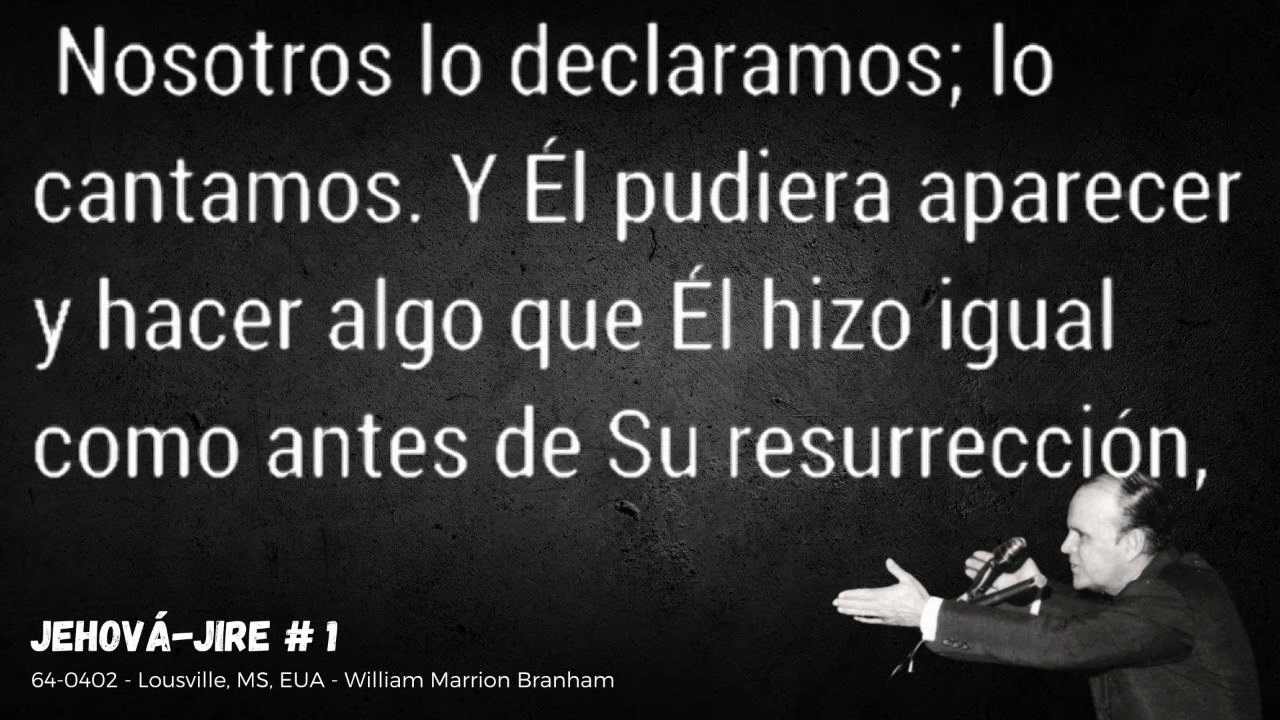 Nosotros lo declaramos; lo
cantamos. Y Él pudiera aparecer
y hacer algo que Él hizo igual
como antes de Su resurrección,
JEHOVÁ-JIRE # 1
64-0402 - Lousville, MS, EUA - William Marrion Branham